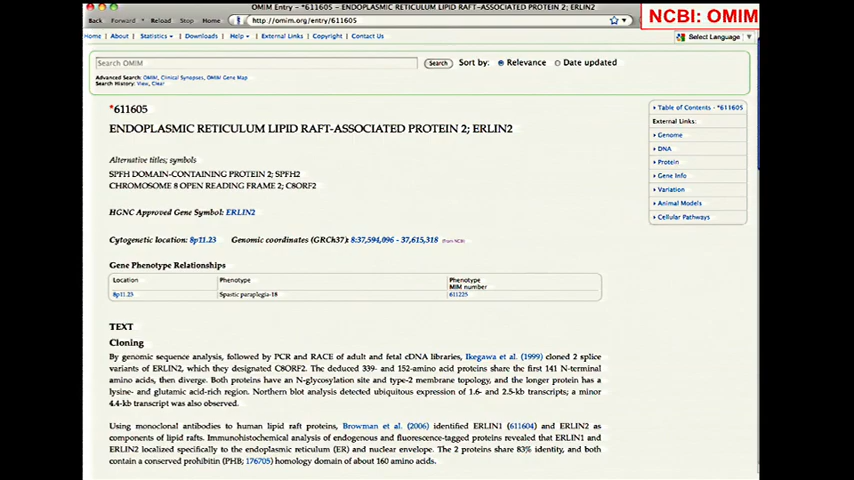 OMIM Entry - *611605 - ENDOPLASMIC RETICULUM LIPID RAFT-ASSOCIATED PROTEIN 2; ERLIN2
NCBI: OMIM
Back Forward Reload Stop Home http://omim.org/entry/611605
Home About Statistics Downloads Help External Links Copyright Contact Us Select Language
Search OMIM Search Sort by: Relevance Date updated
Advanced Search: OMIM, Clinical Synopses, OMIM Gene Map
Search History: View, Clear
*611605
ENDOPLASMIC RETICULUM LIPID RAFT-ASSOCIATED PROTEIN 2; ERLIN2
Alternative titles; symbols
SPFH DOMAIN-CONTAINING PROTEIN 2; SPFH2
CHROMOSOME 8 OPEN READING FRAME 2; C8ORF2
HGNC Approved Gene Symbol: ERLIN2
Cytogenetic location: 8p11.23 Genomic coordinates (GRCh37): 8:37,594,096 - 37,615,318 (from NCBI)
Gene Phenotype Relationships
Location Phenotype Phenotype
MIM number
8p11.23 Spastic paraplegia-18 611225
TEXT
Cloning
By genomic sequence analysis, followed by PCR and RACE of adult and fetal cDNA libraries, Ikegawa et al. (1999) cloned 2 splice
variants of ERLIN2, which they designated C8ORF2. The deduced 339- and 152-amino acid proteins share the first 141 N-terminal
amino acids, then diverge. Both proteins have an N-glycosylation site and type-2 membrane topology, and the longer protein has a
lysine- and glutamic acid-rich region. Northern blot analysis detected ubiquitous expression of 1.6- and 2.5-kb transcripts; a minor
4.4-kb transcript was also observed.
Using monoclonal antibodies to human lipid raft proteins, Browman et al. (2006) identified ERLIN1 (611604) and ERLIN2 as
components of lipid rafts. Immunohistochemical analysis of endogenous and fluorescence-tagged proteins revealed that ERLIN1 and
ERLIN2 localized specifically to the endoplasmic reticulum (ER) and nuclear envelope. The 2 proteins share 83% identity, and both
contain a conserved prohibitin (PHB; 176705) homology domain of about 160 amino acids.
Table of Contents - *611605
External Links:
Genome
DNA
Protein
Gene Info
Variation
Animal Models
Cellular Pathways